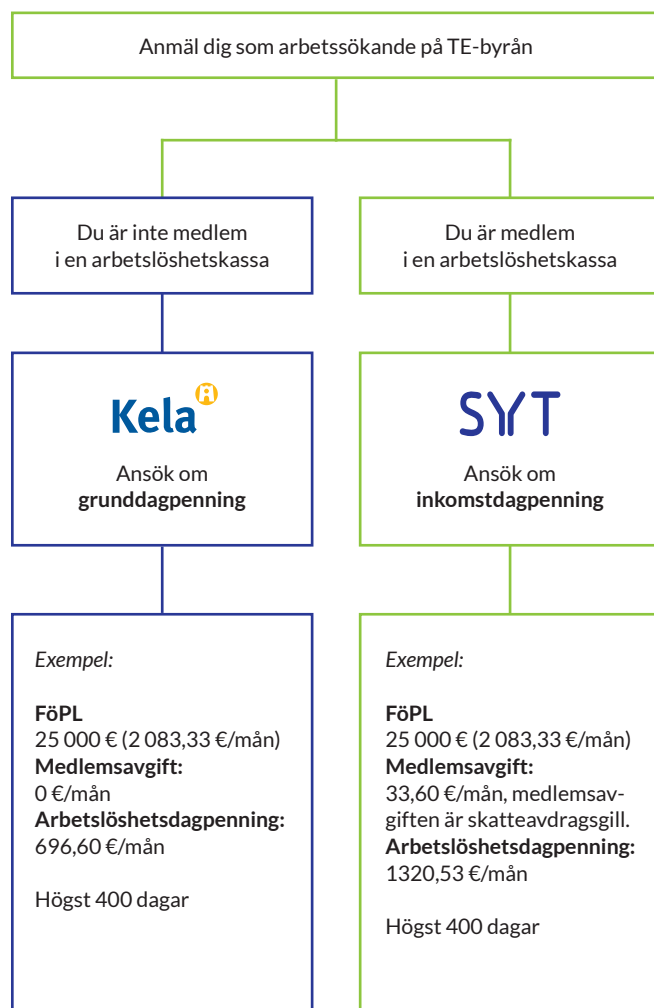 Anmäl dig som arbetssökande på TE-byrån
Du är inte medlem
i en arbetslöshetskassa
Kela
Ansök om
grunddagpenning
Exempel:
FöPL
25 000 € (2 083,33 €/mån)
Medlemsavgift:
0 €/mån
Arbetslöshetsdagpenning:
696,60 €/mån
Högst 400 dagar
Du är medlem
i en arbetslöshetskassa
SYT
Ansök om
inkomstdagpenning
Exempel:
FöPL
25 000 € (2 083,33 €/mån)
Medlemsavgift:
33,60 €/mån, medlemsav-
giften är skatteavdragsgill.
Arbetslöshetsdagpenning:
1320,53 €/mån
Högst 400 dagar